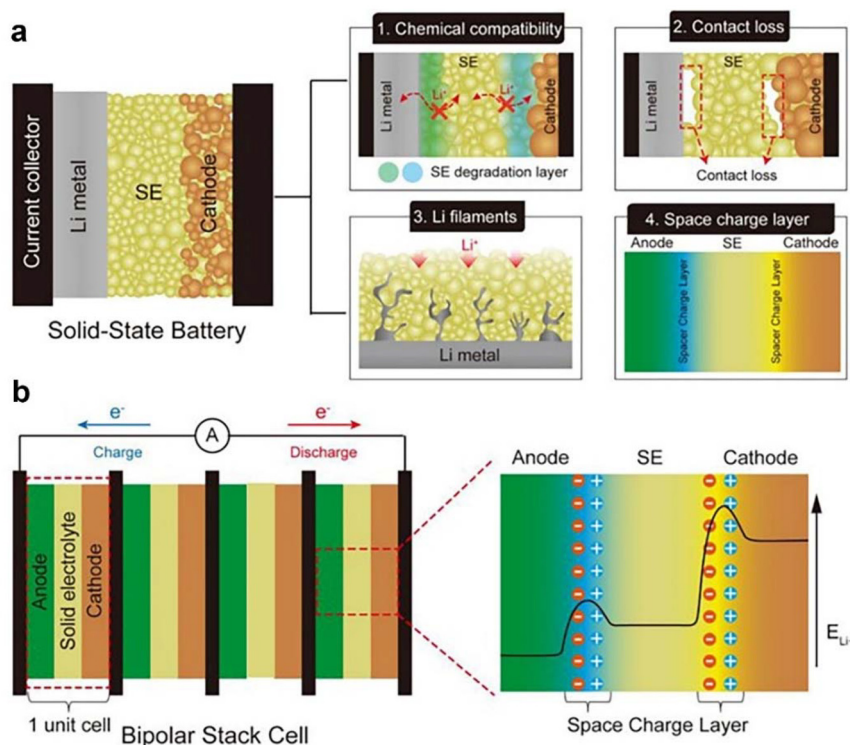 a
Current collector
Li metal
SE
Cathode
Solid-State Battery
1. Chemical compatibility
SE
Li metal
Li⁺
Li⁺
Cathode
SE degradation layer
2. Contact loss
SE
Li metal
Cathode
Contact loss
3. Li filaments
Li⁺
Li metal
4. Space charge layer
Anode SE Cathode
Spacer Charge Layer
Spacer Charge Layer
b
e⁻
A
e⁻
Charge
Discharge
Anode
Solid electrolyte
Cathode
1 unit cell
Bipolar Stack Cell
Anode SE Cathode
E Li
Space Charge Layer